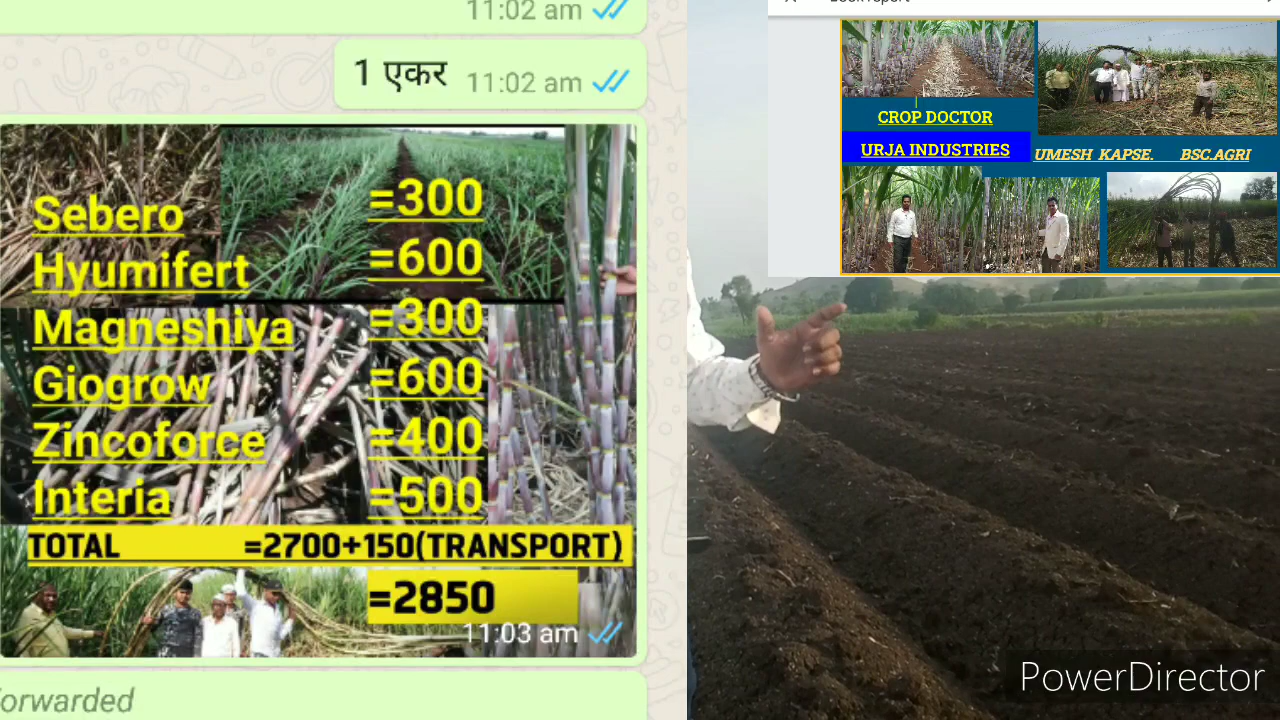 11:02 am
1 एकर 11:02 am
Sebero =300
Hyumifert =600
Magneshiya =300
Giogrow =600
Zincoforce =400
Interia =500
TOTAL =2700+150(TRANSPORT)
=2850
11:03 am
orwarded
CROP DOCTOR
URJA INDUSTRIES
UMESH KAPSE. BSC.AGRI
PowerDirector